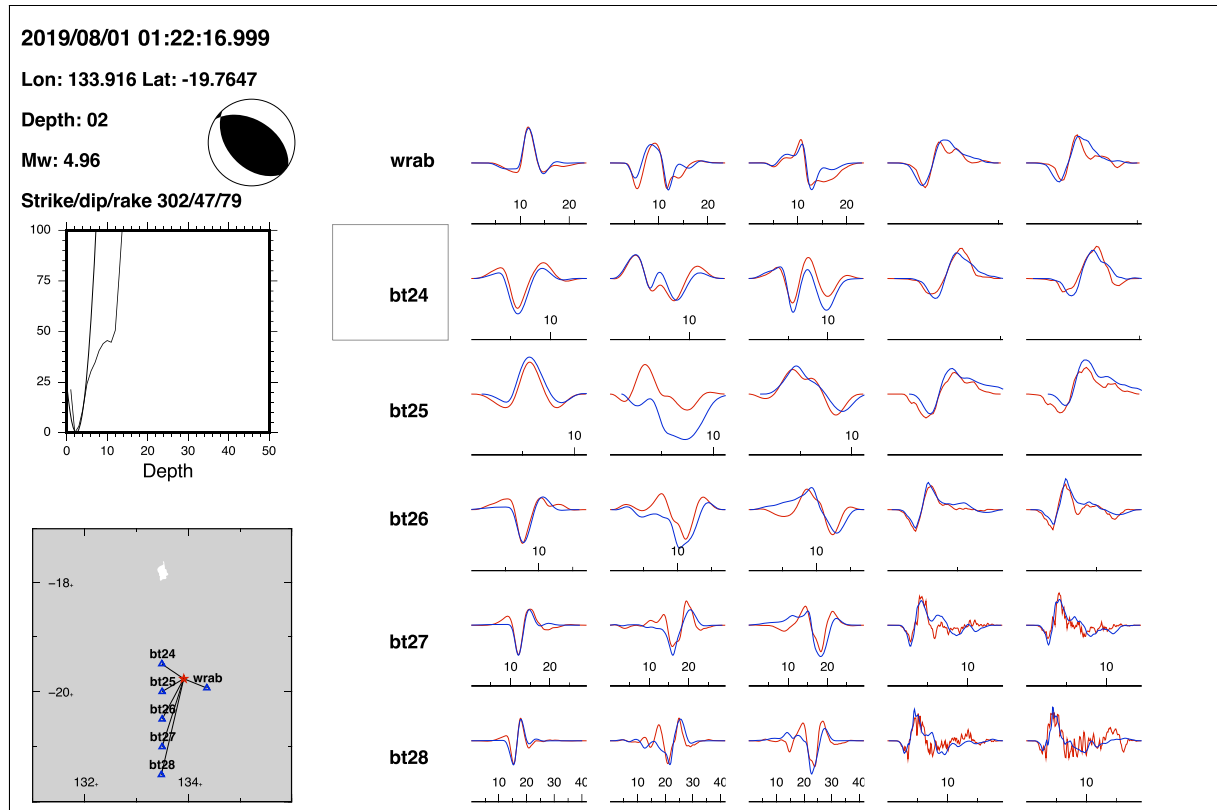 2019/08/01 01:22:16.999
Lon: 133.916 Lat: -19.7647
Depth: 02
Mw: 4.96
Strike/dip/rake 302/47/79
100
75
50
25
0
0 10 20 30 40 50
Depth
-18
-20
132
134
bt24
bt25
wrab
bt26
bt27
bt28
wrab
10 20 10 20 10 20
bt24
10 10 10
bt25
10 10 10
bt26
10 10 10
bt27
10 20 10 20 10 20 10 10
bt28
10 20 30 40 10 20 30 40 10 20 30 40 10 10